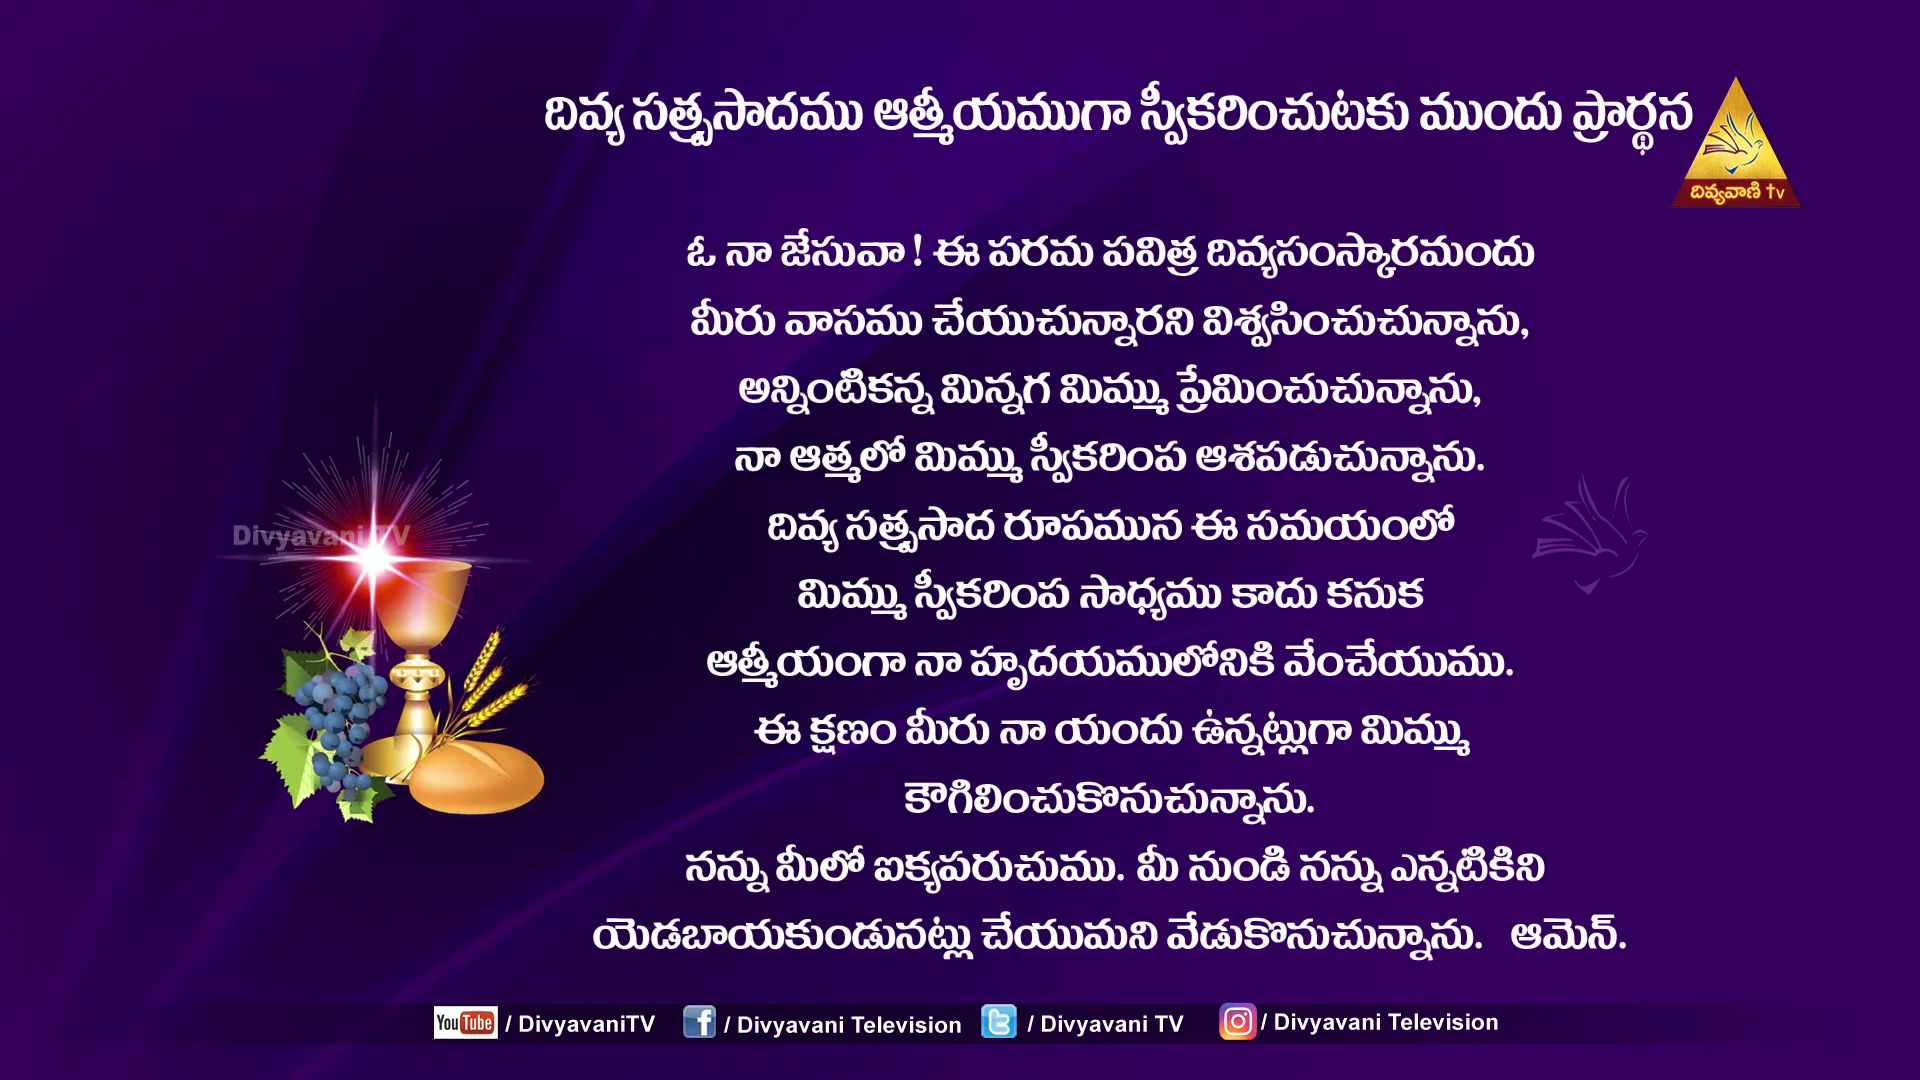 దివ్య సత్ప్రసాదము ఆత్మీయముగా స్వీకరించుటకు ముందు ప్రార్థన
దివ్యవాణి tv
ఓ నా జేసువా ! ఈ పరమ పవిత్ర దివ్యసంస్కారమందు
మీరు వాసము చేయుచున్నారని విశ్వసించుచున్నాను,
అన్నింటికన్న మిన్నగ మిమ్ము ప్రేమించుచున్నాను,
నా ఆత్మలో మిమ్ము స్వీకరింప ఆశపడుచున్నాను.
దివ్య సత్ప్రసాద రూపమున ఈ సమయంలో
Divyavani TV
మిమ్ము స్వీకరింప సాధ్యము కాదు కనుక
ఆత్మీయంగా నా హృదయములోనికి వేంచేయుము.
ఈ క్షణం మీరు నా యందు ఉన్నట్లుగా మిమ్ము
కౌగిలించుకొనుచున్నాను.
నన్ను మీలో ఐక్యపరుచుము. మీ నుండి నన్ను ఎన్నటికిని
యెడబాయకుండునట్లు చేయుమని వేడుకొనుచున్నాను. ఆమెన్.
YouTube / DivyavaniTV f / Divyavani Television / Divyavani TV / Divyavani Television